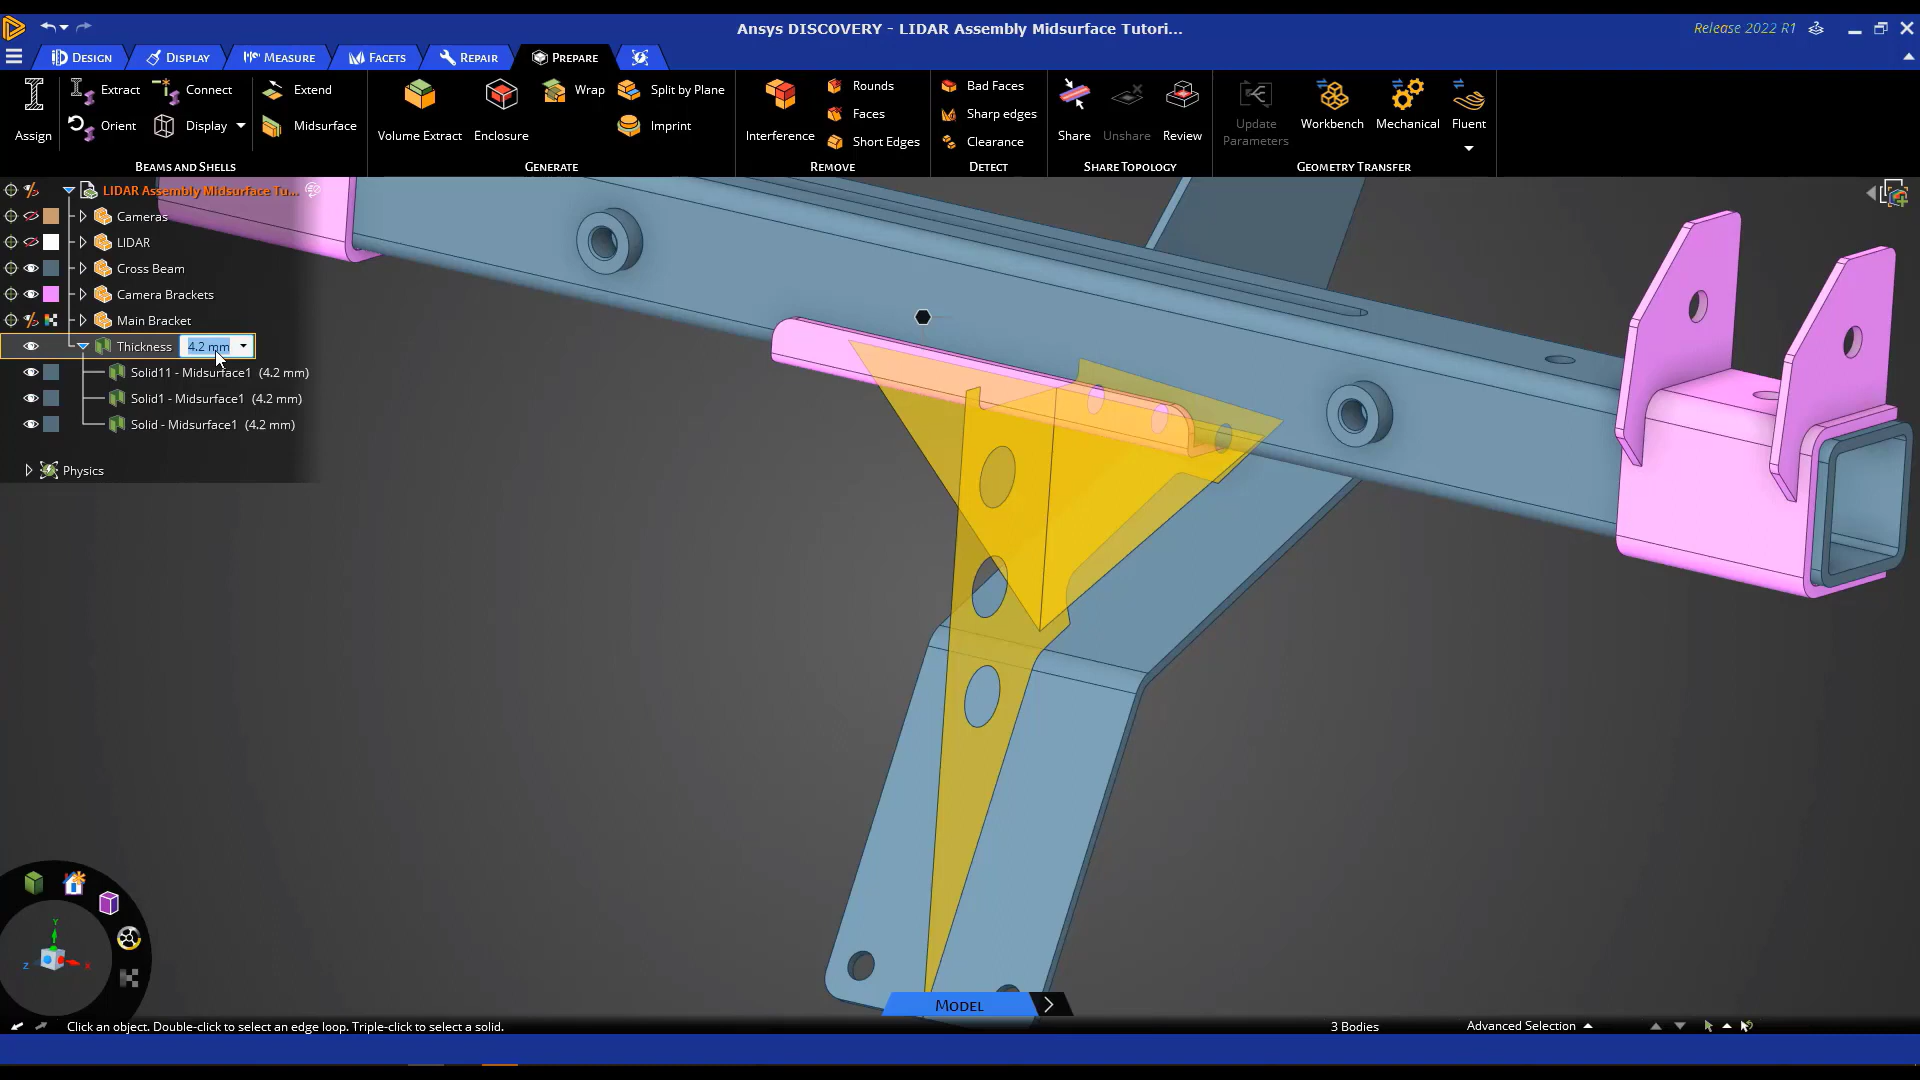 Ansys DISCOVERY - LIDAR Assembly Midsurface Tutori...
Release 2022 R1
DESIGN
DISPLAY
MEASURE
FACETS
REPAIR
PREPARE
Assign
Extract
Connect
Orient
Display
Extend
Midsurface
BEAMS AND SHELLS
Volume Extract
Enclosure
Wrap
Split by Plane
Imprint
GENERATE
Interference
Rounds
Faces
Short Edges
REMOVE
Bad Faces
Sharp edges
Clearance
DETECT
Share
Unshare
Review
SHARE TOPOLOGY
Update
Parameters
Workbench
Mechanical
Fluent
GEOMETRY TRANSFER
LIDAR Assembly Midsurface Tu...
Cameras
LIDAR
Cross Beam
Camera Brackets
Main Bracket
Thickness 4.2 mm
Solid11 - Midsurface1 (4.2 mm)
Solid1 - Midsurface1 (4.2 mm)
Solid - Midsurface1 (4.2 mm)
Physics
Y
Z
X
MODEL
Click an object. Double-click to select an edge loop. Triple-click to select a solid.
3 Bodies
Advanced Selection